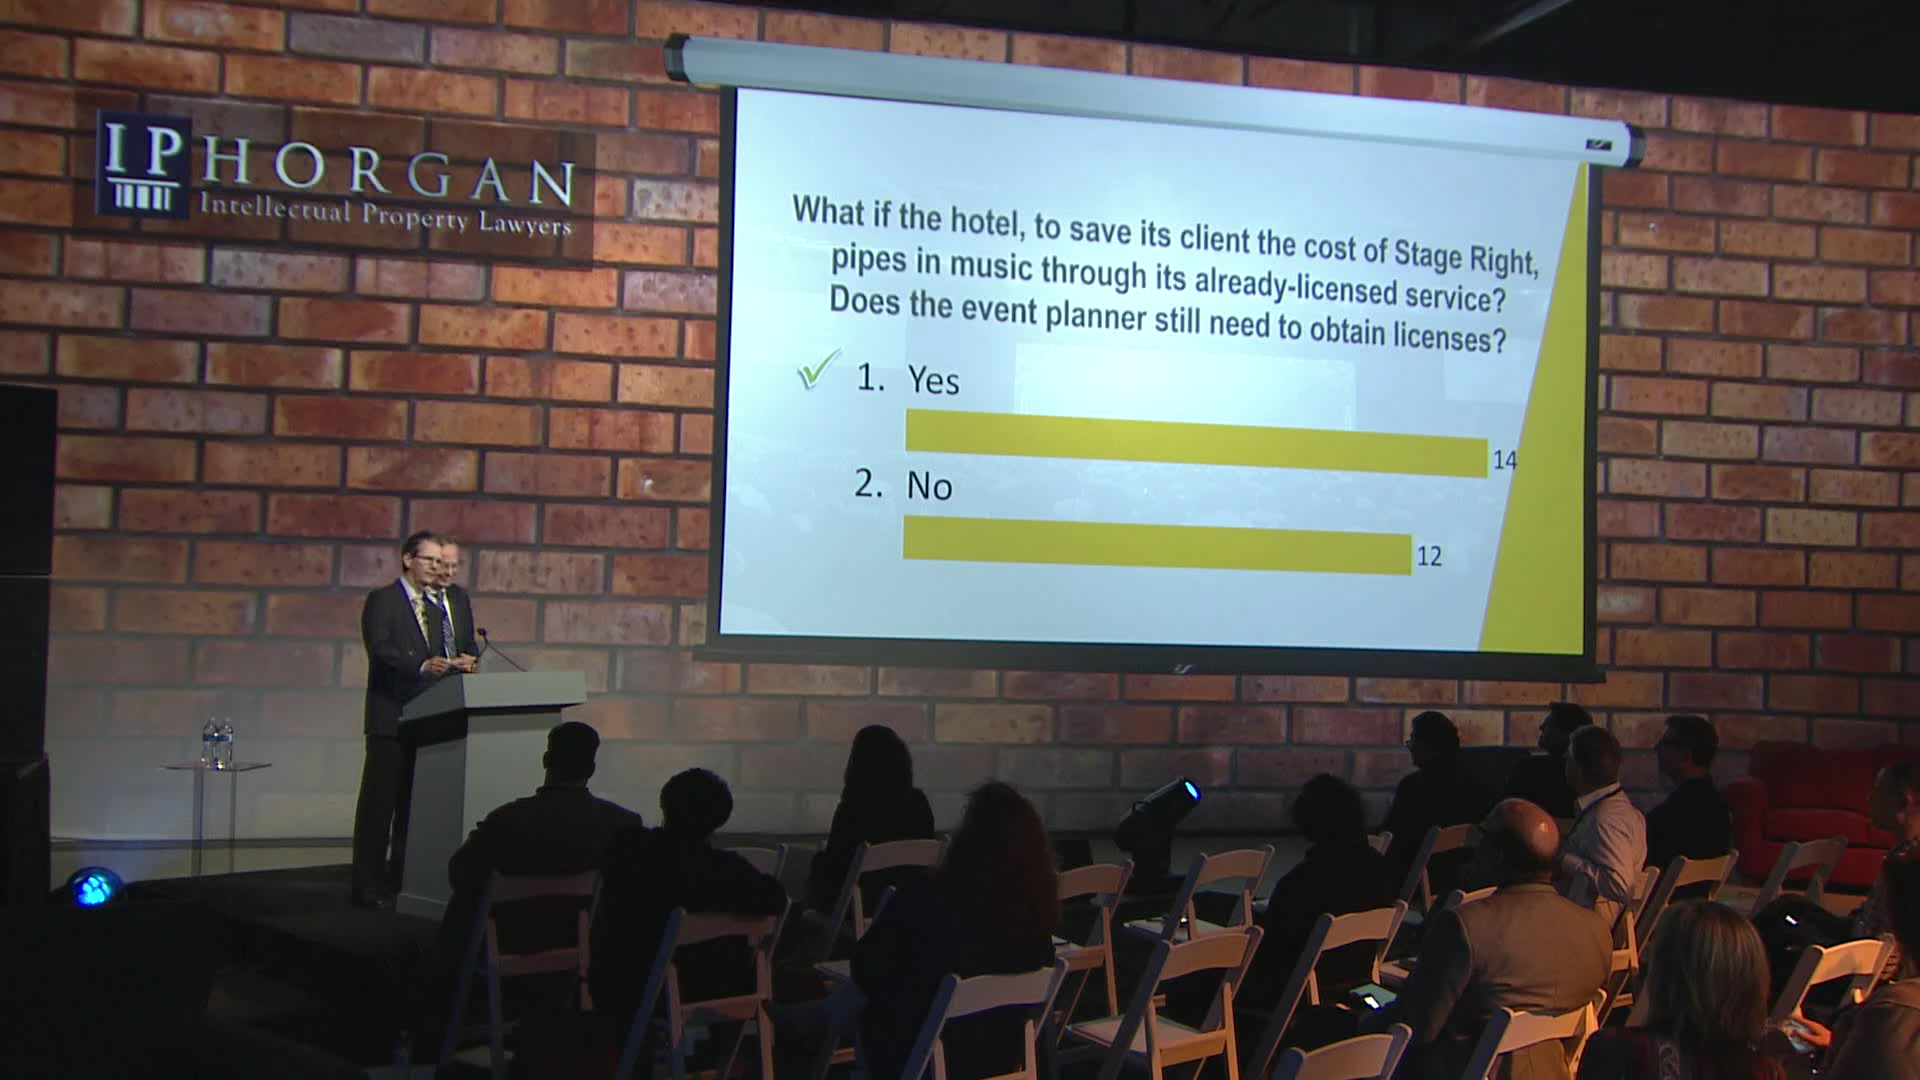 IP HORGAN
Intellectual Property Lawyers
What if the hotel, to save its client the cost of Stage Right,
pipes in music through its already-licensed service?
Does the event planner still need to obtain licenses?
1. Yes
14
2. No
12